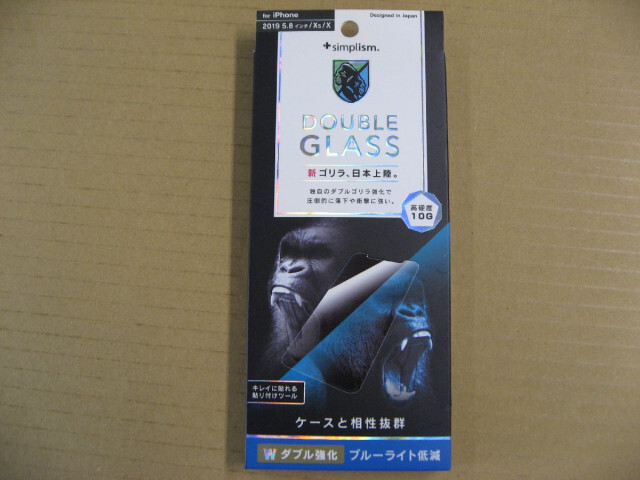 for iPhone
Designed in Japan
2019 5.8インチ/Xs/X
simplism.
DOUBLE
GLASS
新ゴリラ、日本上陸。
独自のダブルゴリラ強化で
圧倒的に落下や衝撃に強い。
高硬度
10G
キレイに貼れる
貼り付けツール
ケースと相性抜群
W ダブル強化 ブルーライト低減